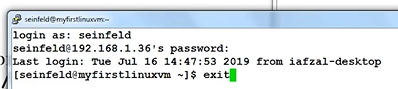 seinfeld@myfirstlinuxvm:~
login as: seinfeld
seinfeld@192.168.1.36's password:
Last login: Tue Jul 16 14:47:53 2019 from iafzal-desktop
[seinfeld@myfirstlinuxvm ~]$ exit